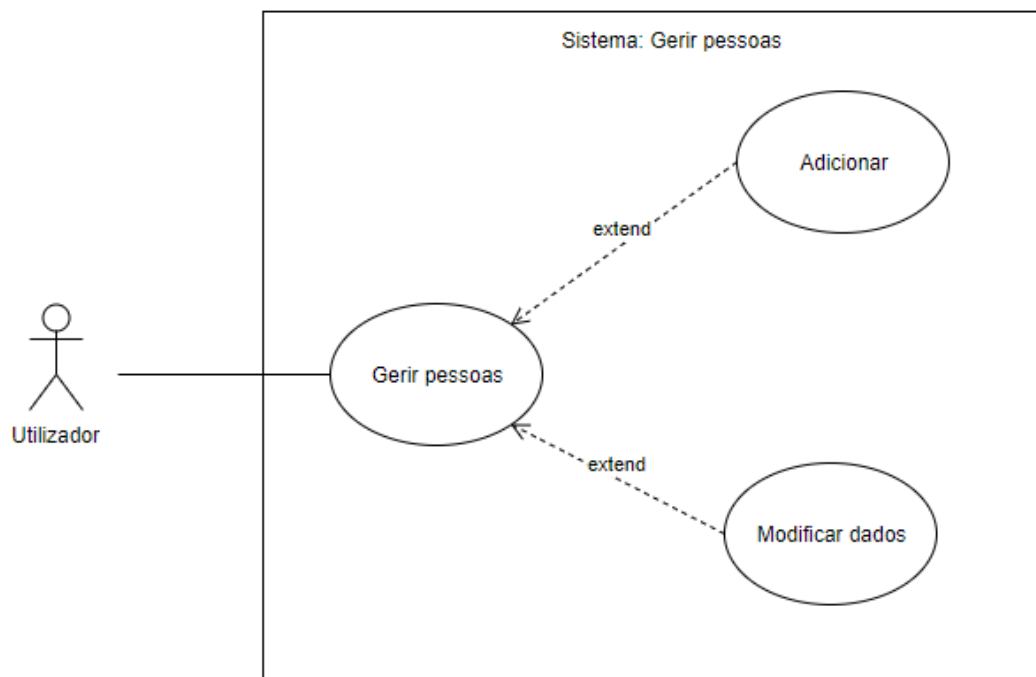 Sistema: Gerir pessoas
Adicionar
extend
Gerir pessoas
Utilizador
extend
Modificar dados